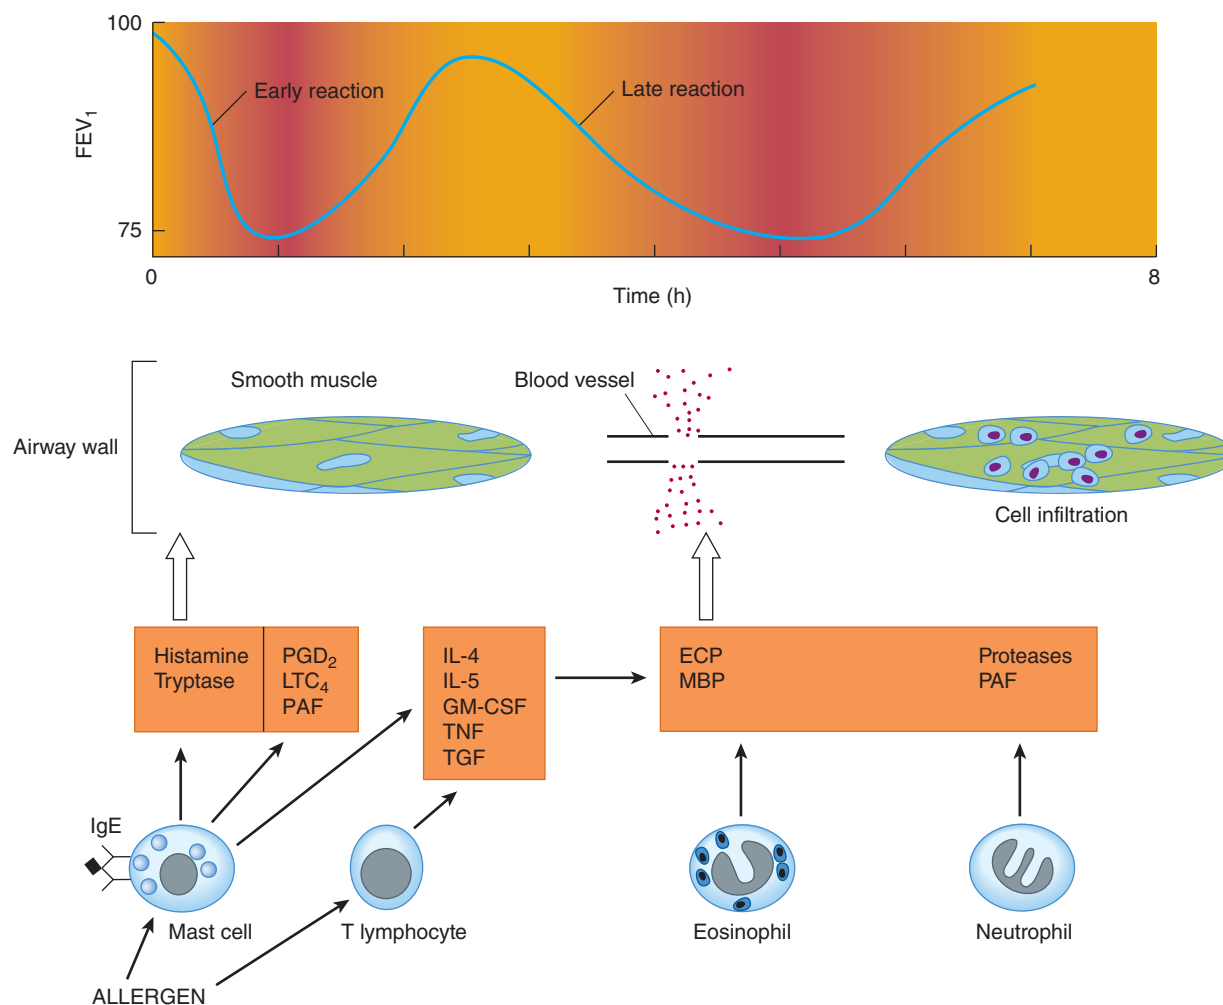 100
Early reaction
Late reaction
FEV₁
75
0
8
Time (h)
Smooth muscle
Blood vessel
Airway wall
Cell infiltration
Histamine
Tryptase
PGD₂
LTC₄
PAF
IL-4
IL-5
GM-CSF
TNF
TGF
ECP
MBP
Proteases
PAF
IgE
Mast cell
T lymphocyte
Eosinophil
Neutrophil
ALLERGEN